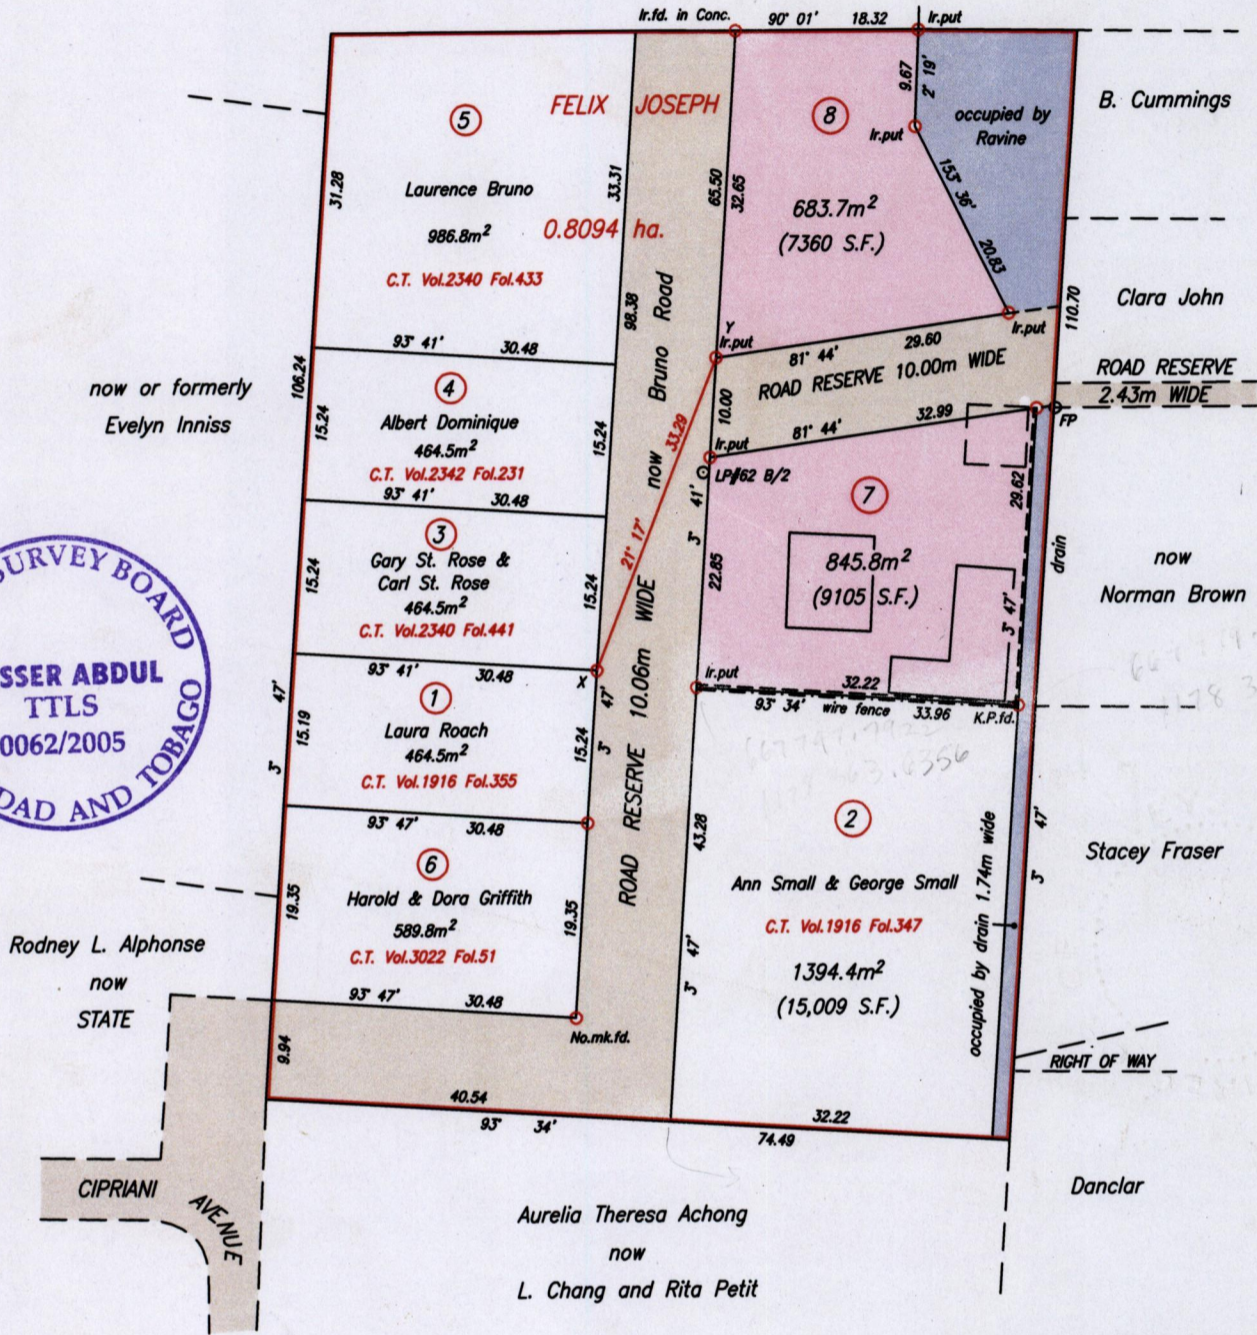 Ir.fd. in Conc.
90° 01'
18.32
Ir.put
5
FELIX JOSEPH
8
9.67
2° 19'
occupied by
Ravine
B. Cummings
Ir.put
31.28
Laurence Bruno
986.8m²
0.8094 ha.
C.T. Vol.2340 Fol.433
33.31
65.50
32.65
683.7m²
(7360 S.F.)
153° 36'
20.83
Clara John
110.70
98.38
now Bruno Road
93° 41'
30.48
Y
Ir.put
Ir.put
81° 44'
29.60
ROAD RESERVE 10.00m WIDE
ROAD RESERVE
2.43m WIDE
FP
now or formerly
Evelyn Inniss
106.24
15.24
4
Albert Dominique
464.5m²
C.T. Vol.2342 Fol.231
15.24
93° 41'
30.48
10.00
81° 44'
32.99
Ir.put
LP#62 B/2
33.29
21° 17'
3° 41'
22.85
7
845.8m²
(9105 S.F.)
29.62
3° 47'
drain
now
Norman Brown
15.24
3
Gary St. Rose &
Carl St. Rose
464.5m²
C.T. Vol.2340 Fol.441
15.24
93° 41'
30.48
X
SURVEY BOARD
SSER ABDUL
TTLS
0062/2005
DAD AND TOBAGO
3° 47'
15.19
1
Laura Roach
464.5m²
C.T. Vol.1916 Fol.355
15.24
3° 47'
ROAD RESERVE 10.06m WIDE
Ir.put
32.22
93° 34'
wire fence
33.96
K.P.fd.
93° 47'
30.48
6
Harold & Dora Griffith
589.8m²
C.T. Vol.3022 Fol.51
19.35
19.35
93° 47'
30.48
No.mk.fd.
43.28
3° 47'
2
Ann Small & George Small
C.T. Vol.1916 Fol.347
1394.4m²
(15,009 S.F.)
occupied by drain 1.74m wide
3° 47'
Stacey Fraser
Rodney L. Alphonse
now
STATE
9.94
RIGHT OF WAY
40.54
93° 34'
32.22
74.49
CIPRIANI
AVENUE
Danclar
Aurelia Theresa Achong
now
L. Chang and Rita Petit